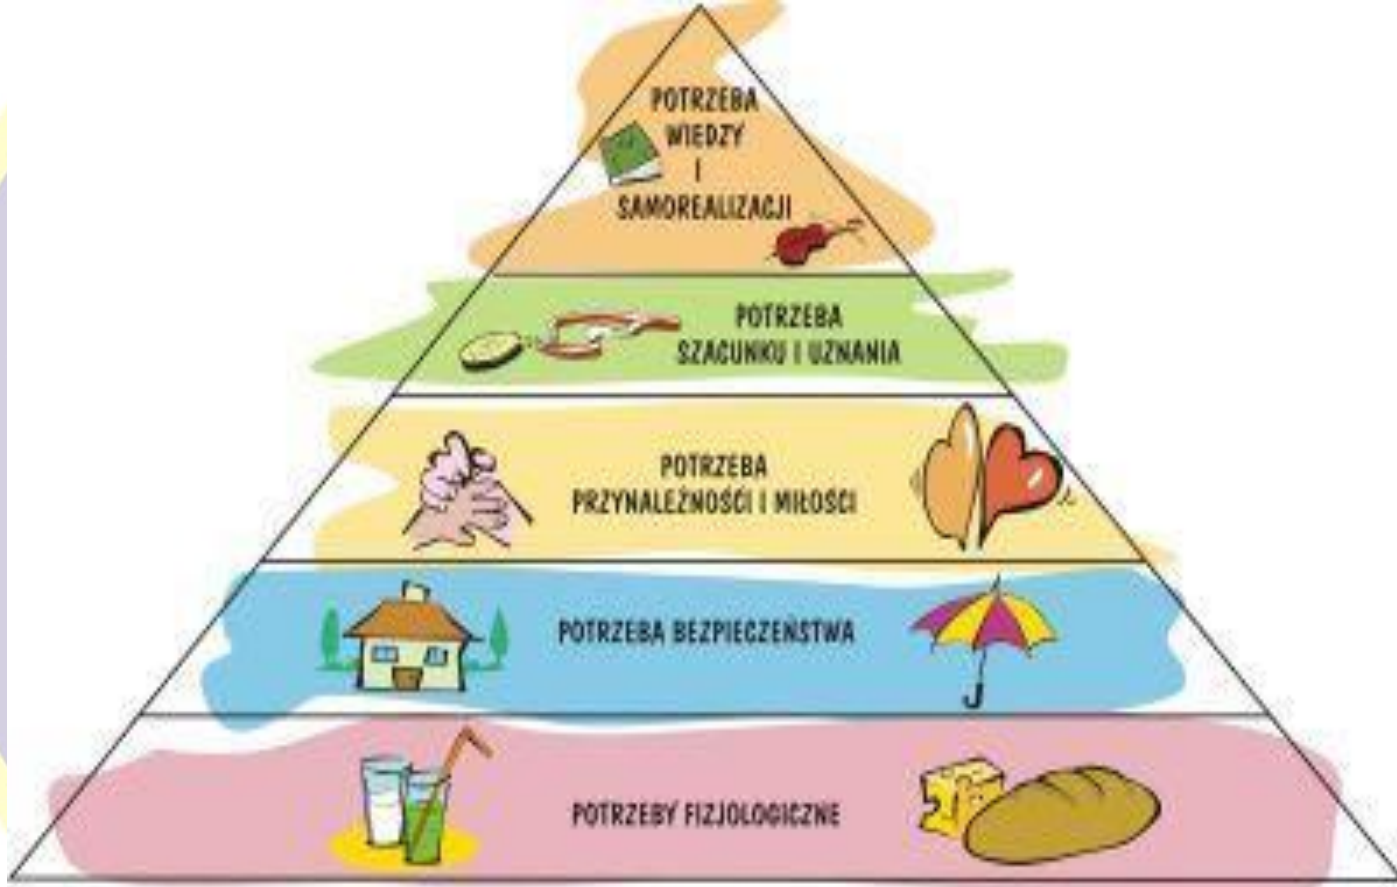 POTRZEBA
WIEDZY
I
SAMOREALIZACJI
POTRZEBA
SZACUNKU I UZNANIA
POTRZEBA
PRZYNALEŻNOŚCI I MIŁOŚCI
POTRZEBA BEZPIECZEŃSTWA
POTRZEBY FIZJOLOGICZNE